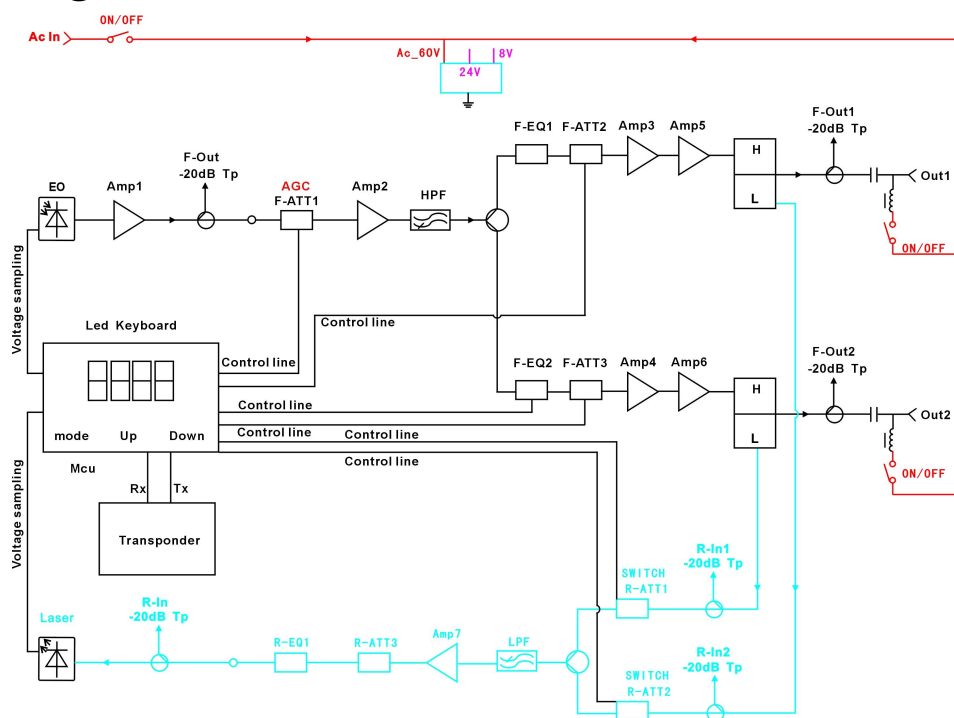 ON/OFF
Ac In
Ac_60V
8V
24V
F-Out1
-20dB Tp
F-EQ1
F-ATT2
Amp3
Amp5
H
L
Out1
ON/OFF
F-Out
-20dB Tp
EO
Amp1
AGC
F-ATT1
Amp2
HPF
Voltage sampling
Led Keyboard
Control line
Control line
F-Out2
-20dB Tp
F-EQ2
F-ATT3
Amp4
Amp6
H
L
Out2
ON/OFF
Control line
Control line
Control line
Control line
mode Up Down
Mcu
Rx
Tx
Transponder
Voltage sampling
R-In1
-20dB Tp
SWITCH
R-ATT1
Laser
R-In
-20dB Tp
R-EQ1
R-ATT3
Amp7
LPF
R-In2
-20dB Tp
SWITCH
R-ATT2